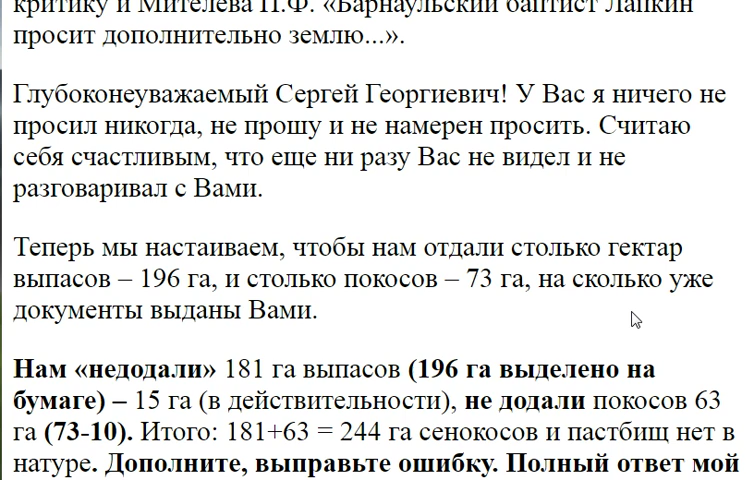 критику и Мителева П.Ф. «Барнаульский баптист Лапкин
просит дополнительно землю...».
Глубоконеуважаемый Сергей Георгиевич! У Вас я ничего не
просил никогда, не прошу и не намерен просить. Считаю
себя счастливым, что еще ни разу Вас не видел и не
разговаривал с Вами.
Теперь мы настаиваем, чтобы нам отдали столько гектар
выпасов – 196 га, и столько покосов – 73 га, на сколько уже
документы выданы Вами.
Нам «недодали» 181 га выпасов (196 га выделено на
бумаге) – 15 га (в действительности), не додали покосов 63
га (73-10). Итого: 181+63 = 244 га сенокосов и пастбищ нет в
натуре. Дополните, выправьте ошибку. Полный ответ мой